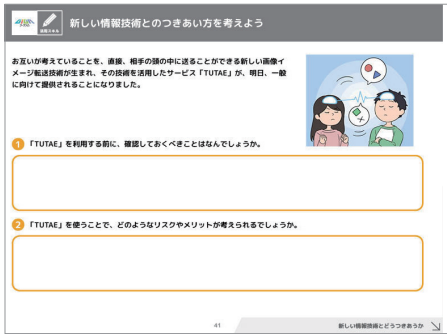 新しい情報技術とのつきあい方を考えよう
お互いが考えていることを、直接、相手の頭の中に送ることができる新しい画像イ
メージ転送技術が生まれ、その技術を活用したサービス「TUTAE」が、明日、一般
に向けて提供されることになりました。
1 「TUTAE」を利用する前に、確認しておくべきことはなんでしょうか。
2 「TUTAE」を使うことで、どのようなリスクやメリットが考えられるでしょうか。
41
新しい情報技術とどうつきあうか